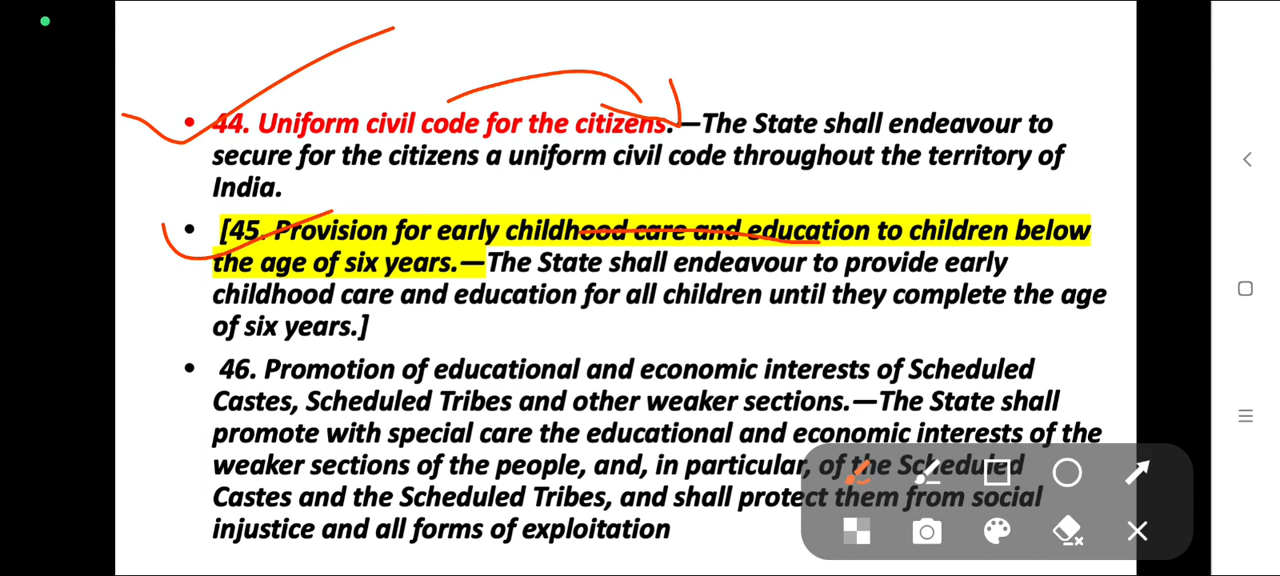 • 44. Uniform civil code for the citizens.—The State shall endeavour to
secure for the citizens a uniform civil code throughout the territory of
India.
• [45. Provision for early childhood care and education to children below
the age of six years.—The State shall endeavour to provide early
childhood care and education for all children until they complete the age
of six years.]
• 46. Promotion of educational and economic interests of Scheduled
Castes, Scheduled Tribes and other weaker sections.—The State shall
promote with special care the educational and economic interests of the
weaker sections of the people, and, in particular, of the Scheduled
Castes and the Scheduled Tribes, and shall protect them from social
injustice and all forms of exploitation